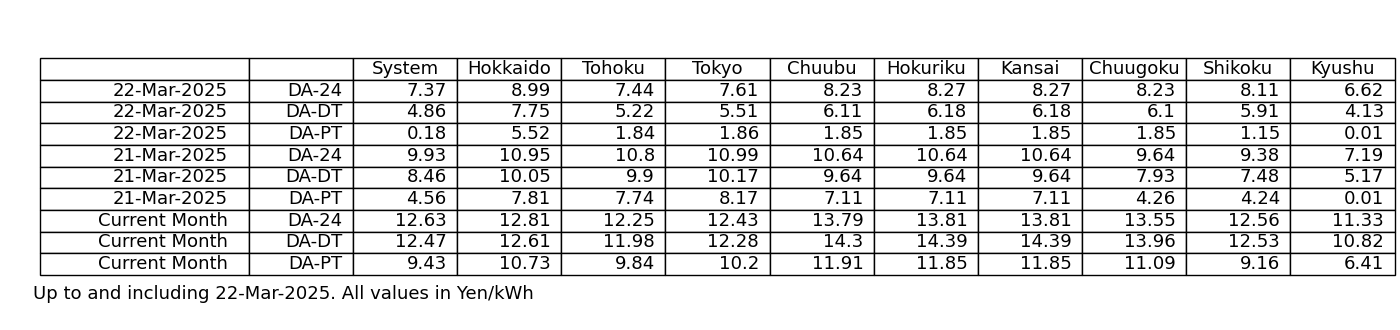 System Hokkaido Tohoku Tokyo Chuubu Hokuriku Kansai Chuugoku Shikoku Kyushu
22-Mar-2025 DA-24 7.37 8.99 7.44 7.61 8.23 8.27 8.27 8.23 8.11 6.62
22-Mar-2025 DA-DT 4.86 7.75 5.22 5.51 6.11 6.18 6.18 6.1 5.91 4.13
22-Mar-2025 DA-PT 0.18 5.52 1.84 1.86 1.85 1.85 1.85 1.85 1.15 0.01
21-Mar-2025 DA-24 9.93 10.95 10.8 10.99 10.64 10.64 10.64 9.64 9.38 7.19
21-Mar-2025 DA-DT 8.46 10.05 9.9 10.17 9.64 9.64 9.64 7.93 7.48 5.17
21-Mar-2025 DA-PT 4.56 7.81 7.74 8.17 7.11 7.11 7.11 4.26 4.24 0.01
Current Month DA-24 12.63 12.81 12.25 12.43 13.79 13.81 13.81 13.55 12.56 11.33
Current Month DA-DT 12.47 12.61 11.98 12.28 14.3 14.39 14.39 13.96 12.53 10.82
Current Month DA-PT 9.43 10.73 9.84 10.2 11.91 11.85 11.85 11.09 9.16 6.41
Up to and including 22-Mar-2025. All values in Yen/kWh